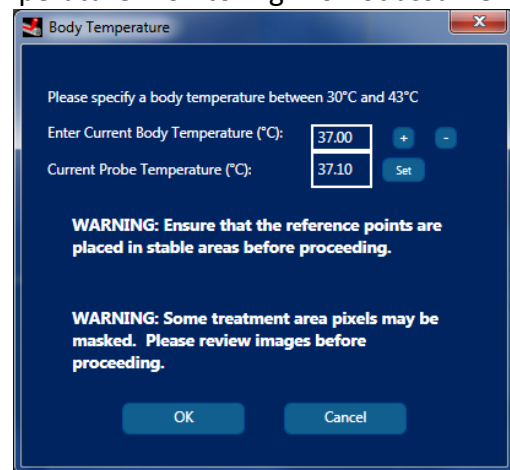 Body Temperature
x
Please specify a body temperature between 30°C and 43°C
Enter Current Body Temperature (°C): 37.00 + -
Current Probe Temperature (°C): 37.10 Set
WARNING: Ensure that the reference points are
placed in stable areas before proceeding.
WARNING: Some treatment area pixels may be
masked. Please review images before
proceeding.
OK Cancel